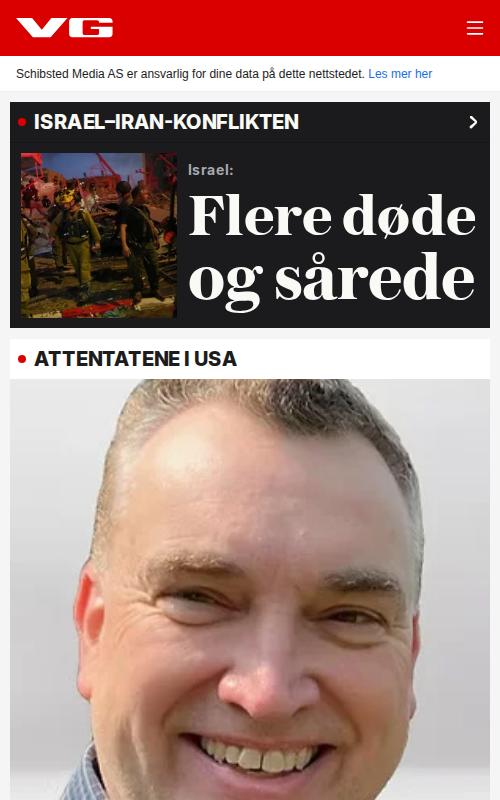 VG
Schibsted Media AS er ansvarlig for dine data på dette nettstedet. Les mer her
ISRAEL–IRAN-KONFLIKTEN
Israel:
Flere døde
og sårede
ATTENTATENE I USA